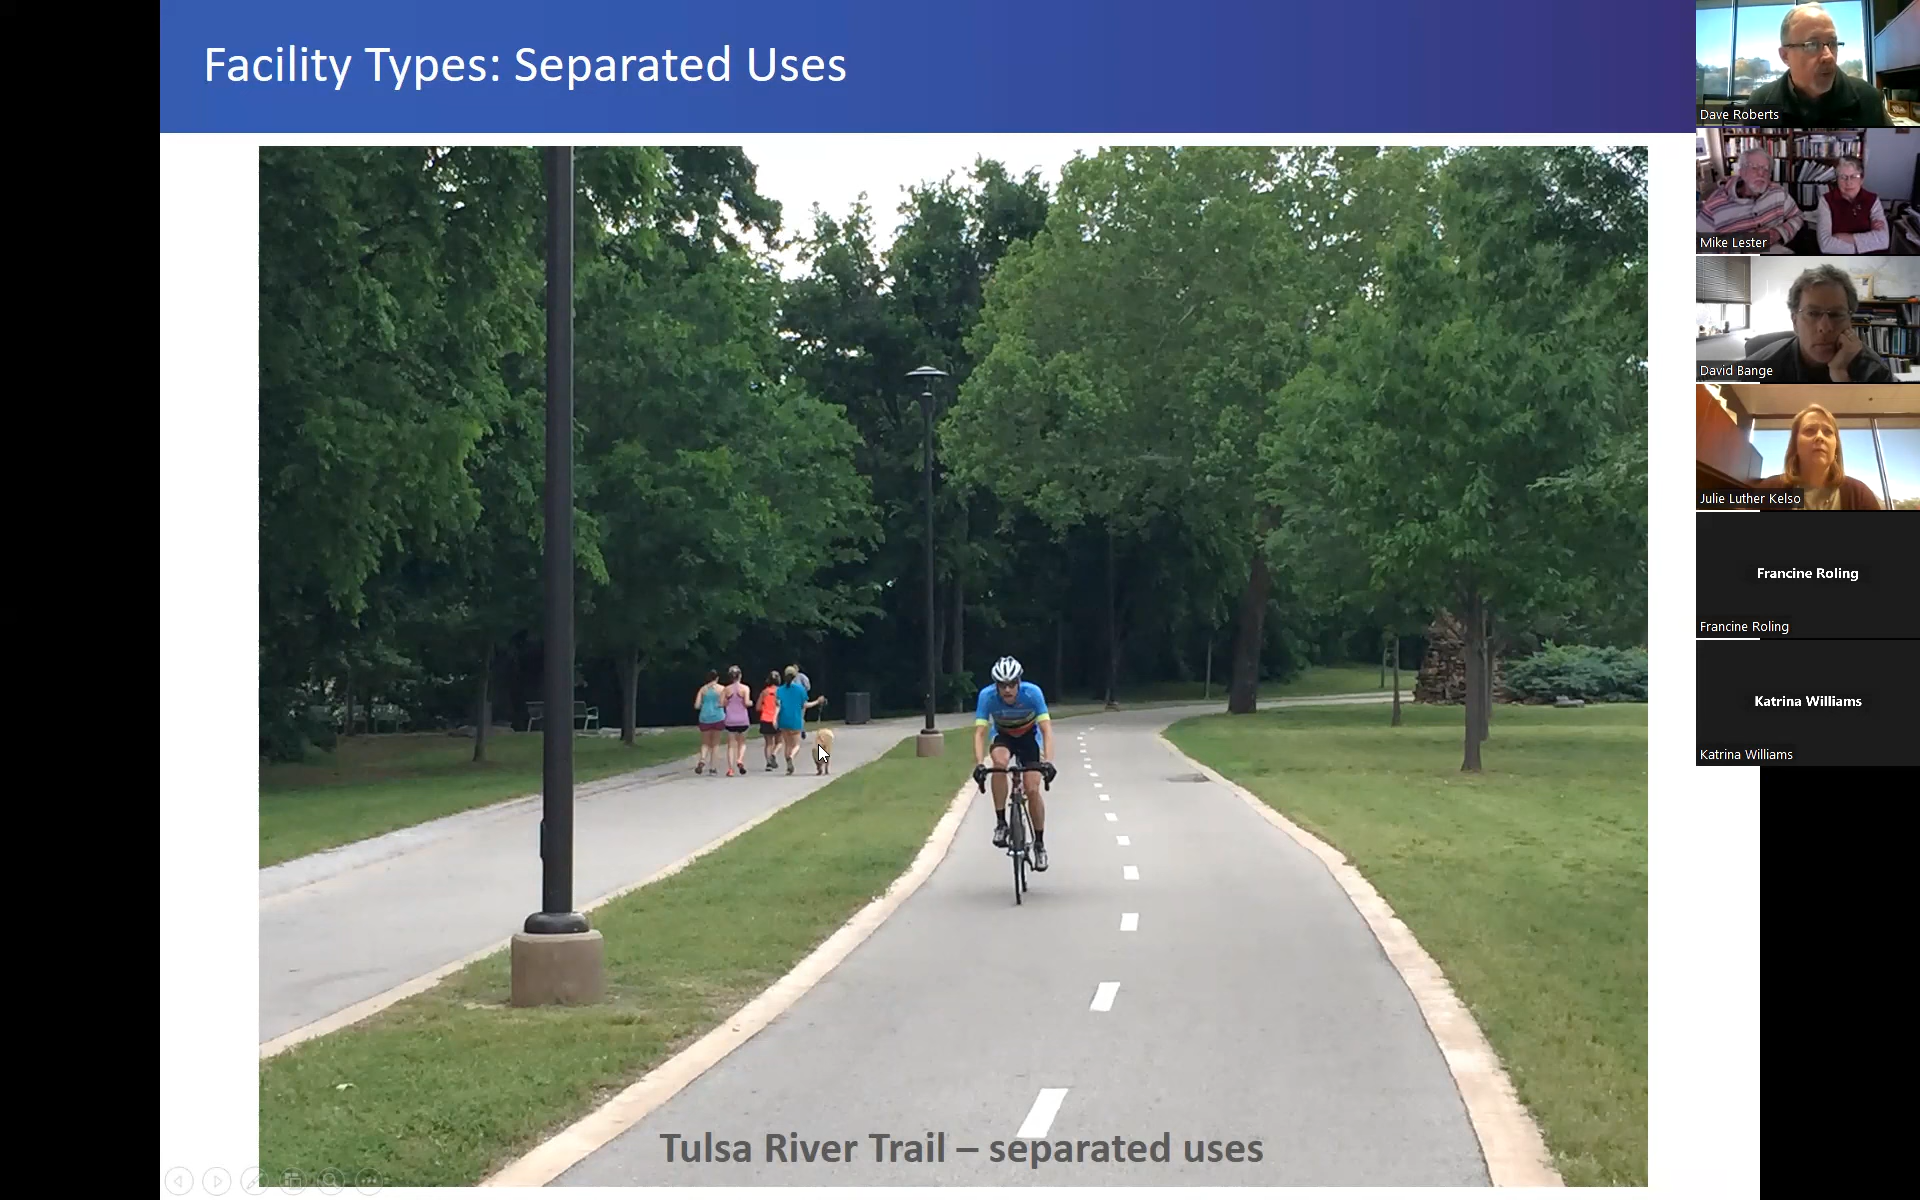 Facility Types: Separated Uses
Tulsa River Trail – separated uses
Dave Roberts
Mike Lester
David Bange
Julie Luther Kelso
Francine Roling
Francine Roling
Katrina Williams
Katrina Williams